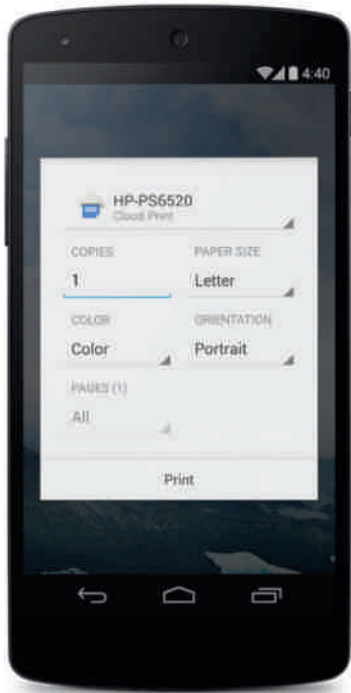 4:40
HP-PS6520
Cloud Print
COPIES
PAPER SIZE
1
Letter
COLOR
ORIENTATION
Color
Portrait
PAGES (1)
All
Print